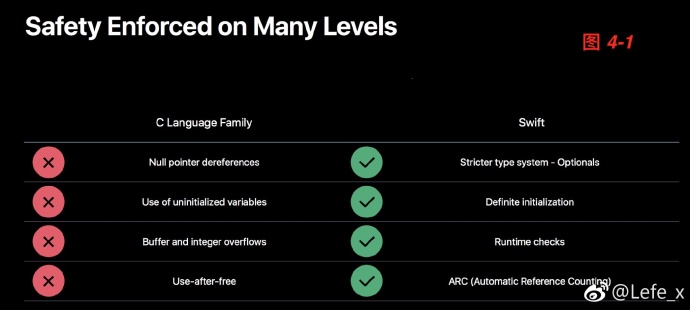 Safety Enforced on Many Levels
图 4-1
C Language Family Swift
Null pointer dereferences Stricter type system - Optionals
Use of uninitialized variables Definite initialization
Buffer and integer overflows Runtime checks
Use-after-free ARC (Automatic Reference Counting)
@Lefe_x